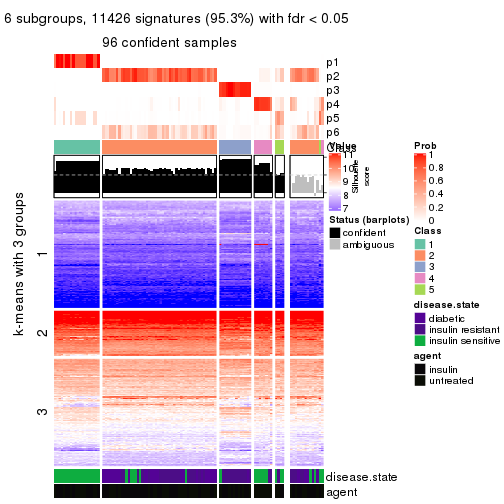 6 subgroups, 11426 signatures (95.3%) with fdr < 0.05
96 confident samples
p1
p2
p3
p4
p5
p6
Class
1
2
3
k-means with 3 groups
Silhouette
score
disease.state
agent
Value
11
10
9
8
7
Status (barplots)
confident
ambiguous
Prob
1
0.8
0.6
0.4
0.2
0
Class
1
2
3
4
5
disease.state
diabetic
insulin resistant
insulin sensitive
agent
insulin
untreated